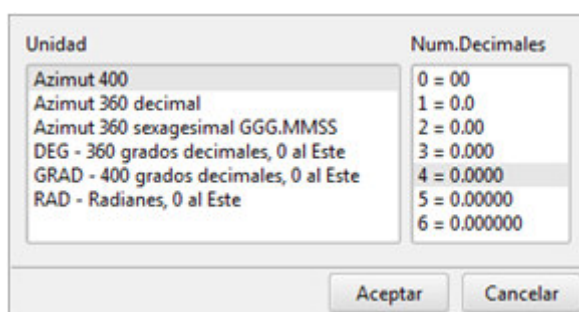 Unidad
Num.Decimales
Azimut 400
Azimut 360 decimal
Azimut 360 sexagesimal GGG.MMSS
DEG - 360 grados decimales, 0 al Este
GRAD - 400 grados decimales, 0 al Este
RAD - Radianes, 0 al Este
0 = 00
1 = 0.0
2 = 0.00
3 = 0.000
4 = 0.0000
5 = 0.00000
6 = 0.000000
Aceptar
Cancelar